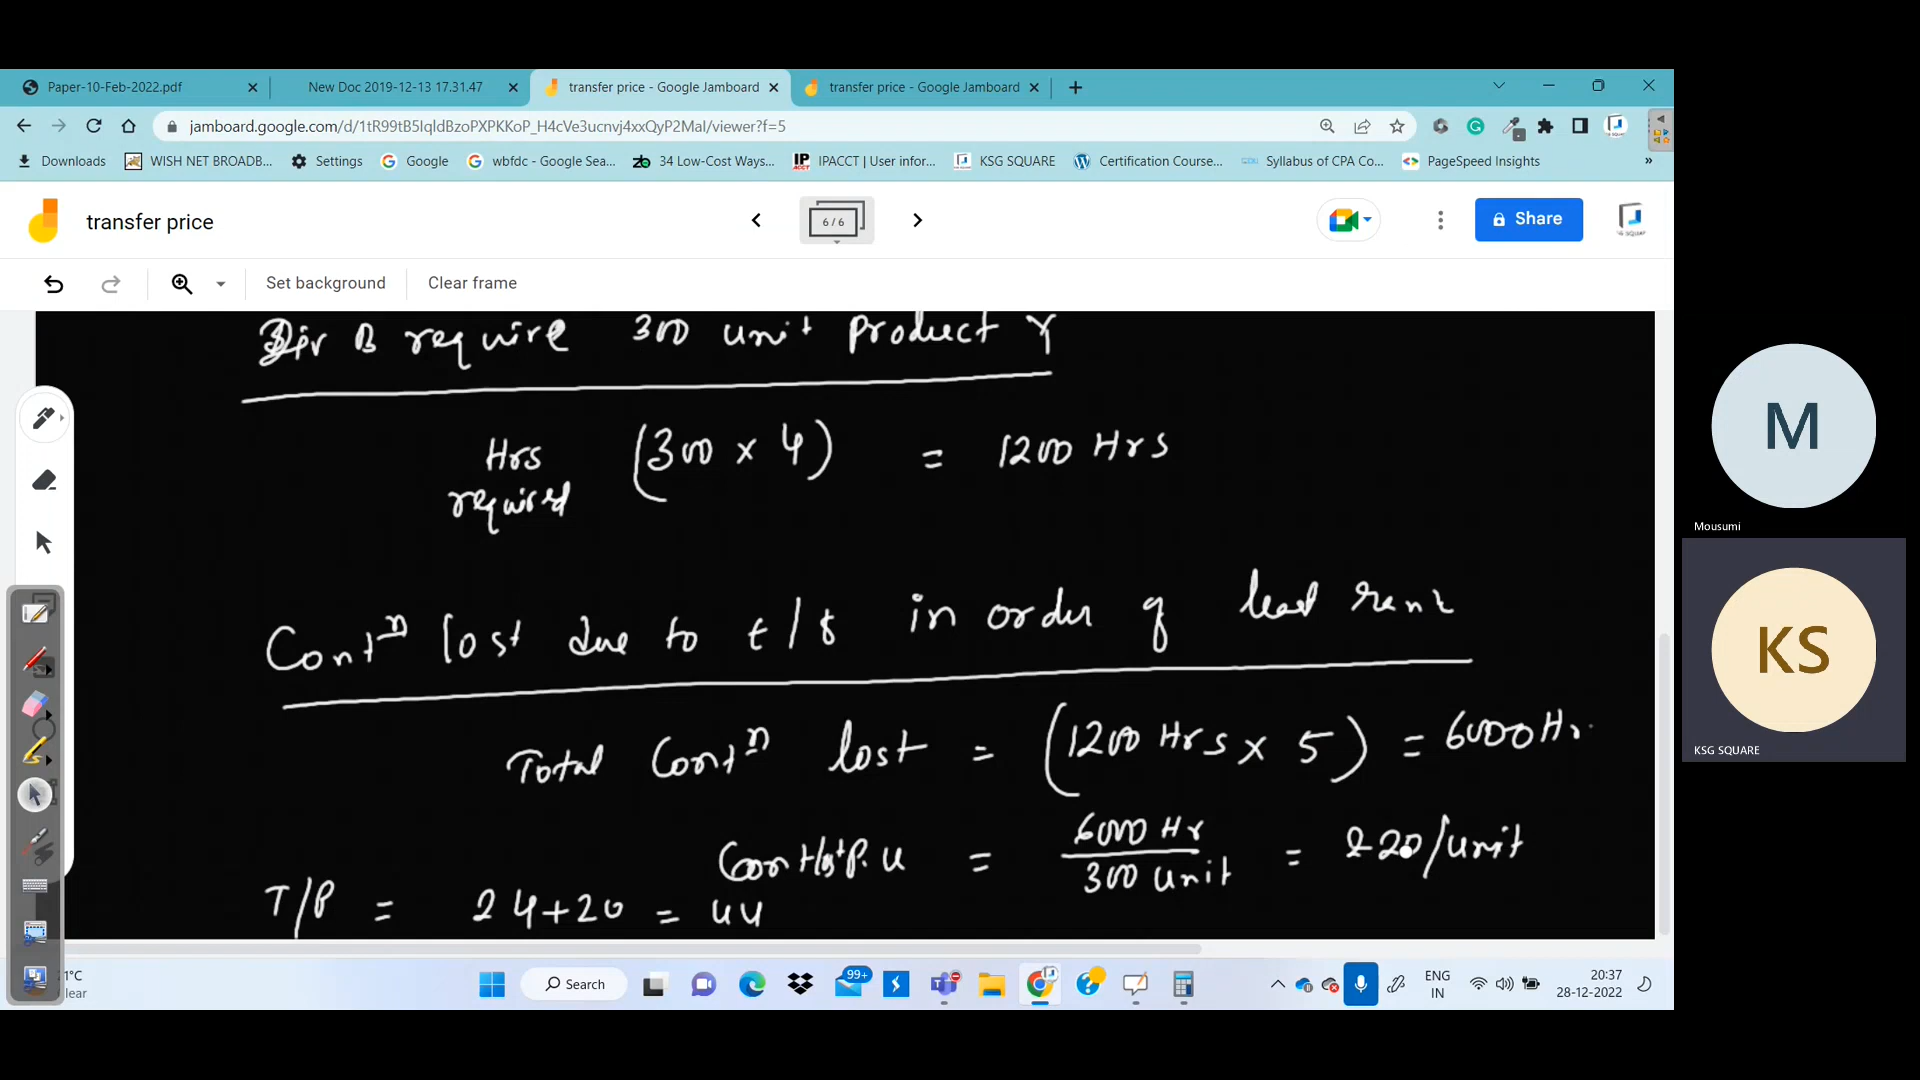 Paper-10-Feb-2022.pdf
New Doc 2019-12-13 17.31.47
transfer price - Google Jamboard
transfer price - Google Jamboard
jamboard.google.com/d/1tR99tB5IqldBzoPXPKKoP_H4cVe3ucnvj4xxQyP2MaI/viewer?f=5
Downloads WISH NET BROADB... Settings Google wbfdc - Google Sea... 34 Low-Cost Ways... IPACCT | User infor... KSG SQUARE Certification Course... Syllabus of CPA Co... PageSpeed Insights »
transfer price
6 / 6
Share
Set background
Clear frame
Div B require 300 unit product Y
Hrs required (300 x 4) = 1200 Hrs
Contn lost due to t/f in order of least rank
Total Contn lost = (1200 Hrs x 5) = 6000 Hr
Cont lost P.u = 6000 Hr / 300 unit = 20/unit
T/P = 24+20 = 44
M
Mousumi
KS
KSG SQUARE
Search
99+
ENG
IN
20:37
28-12-2022